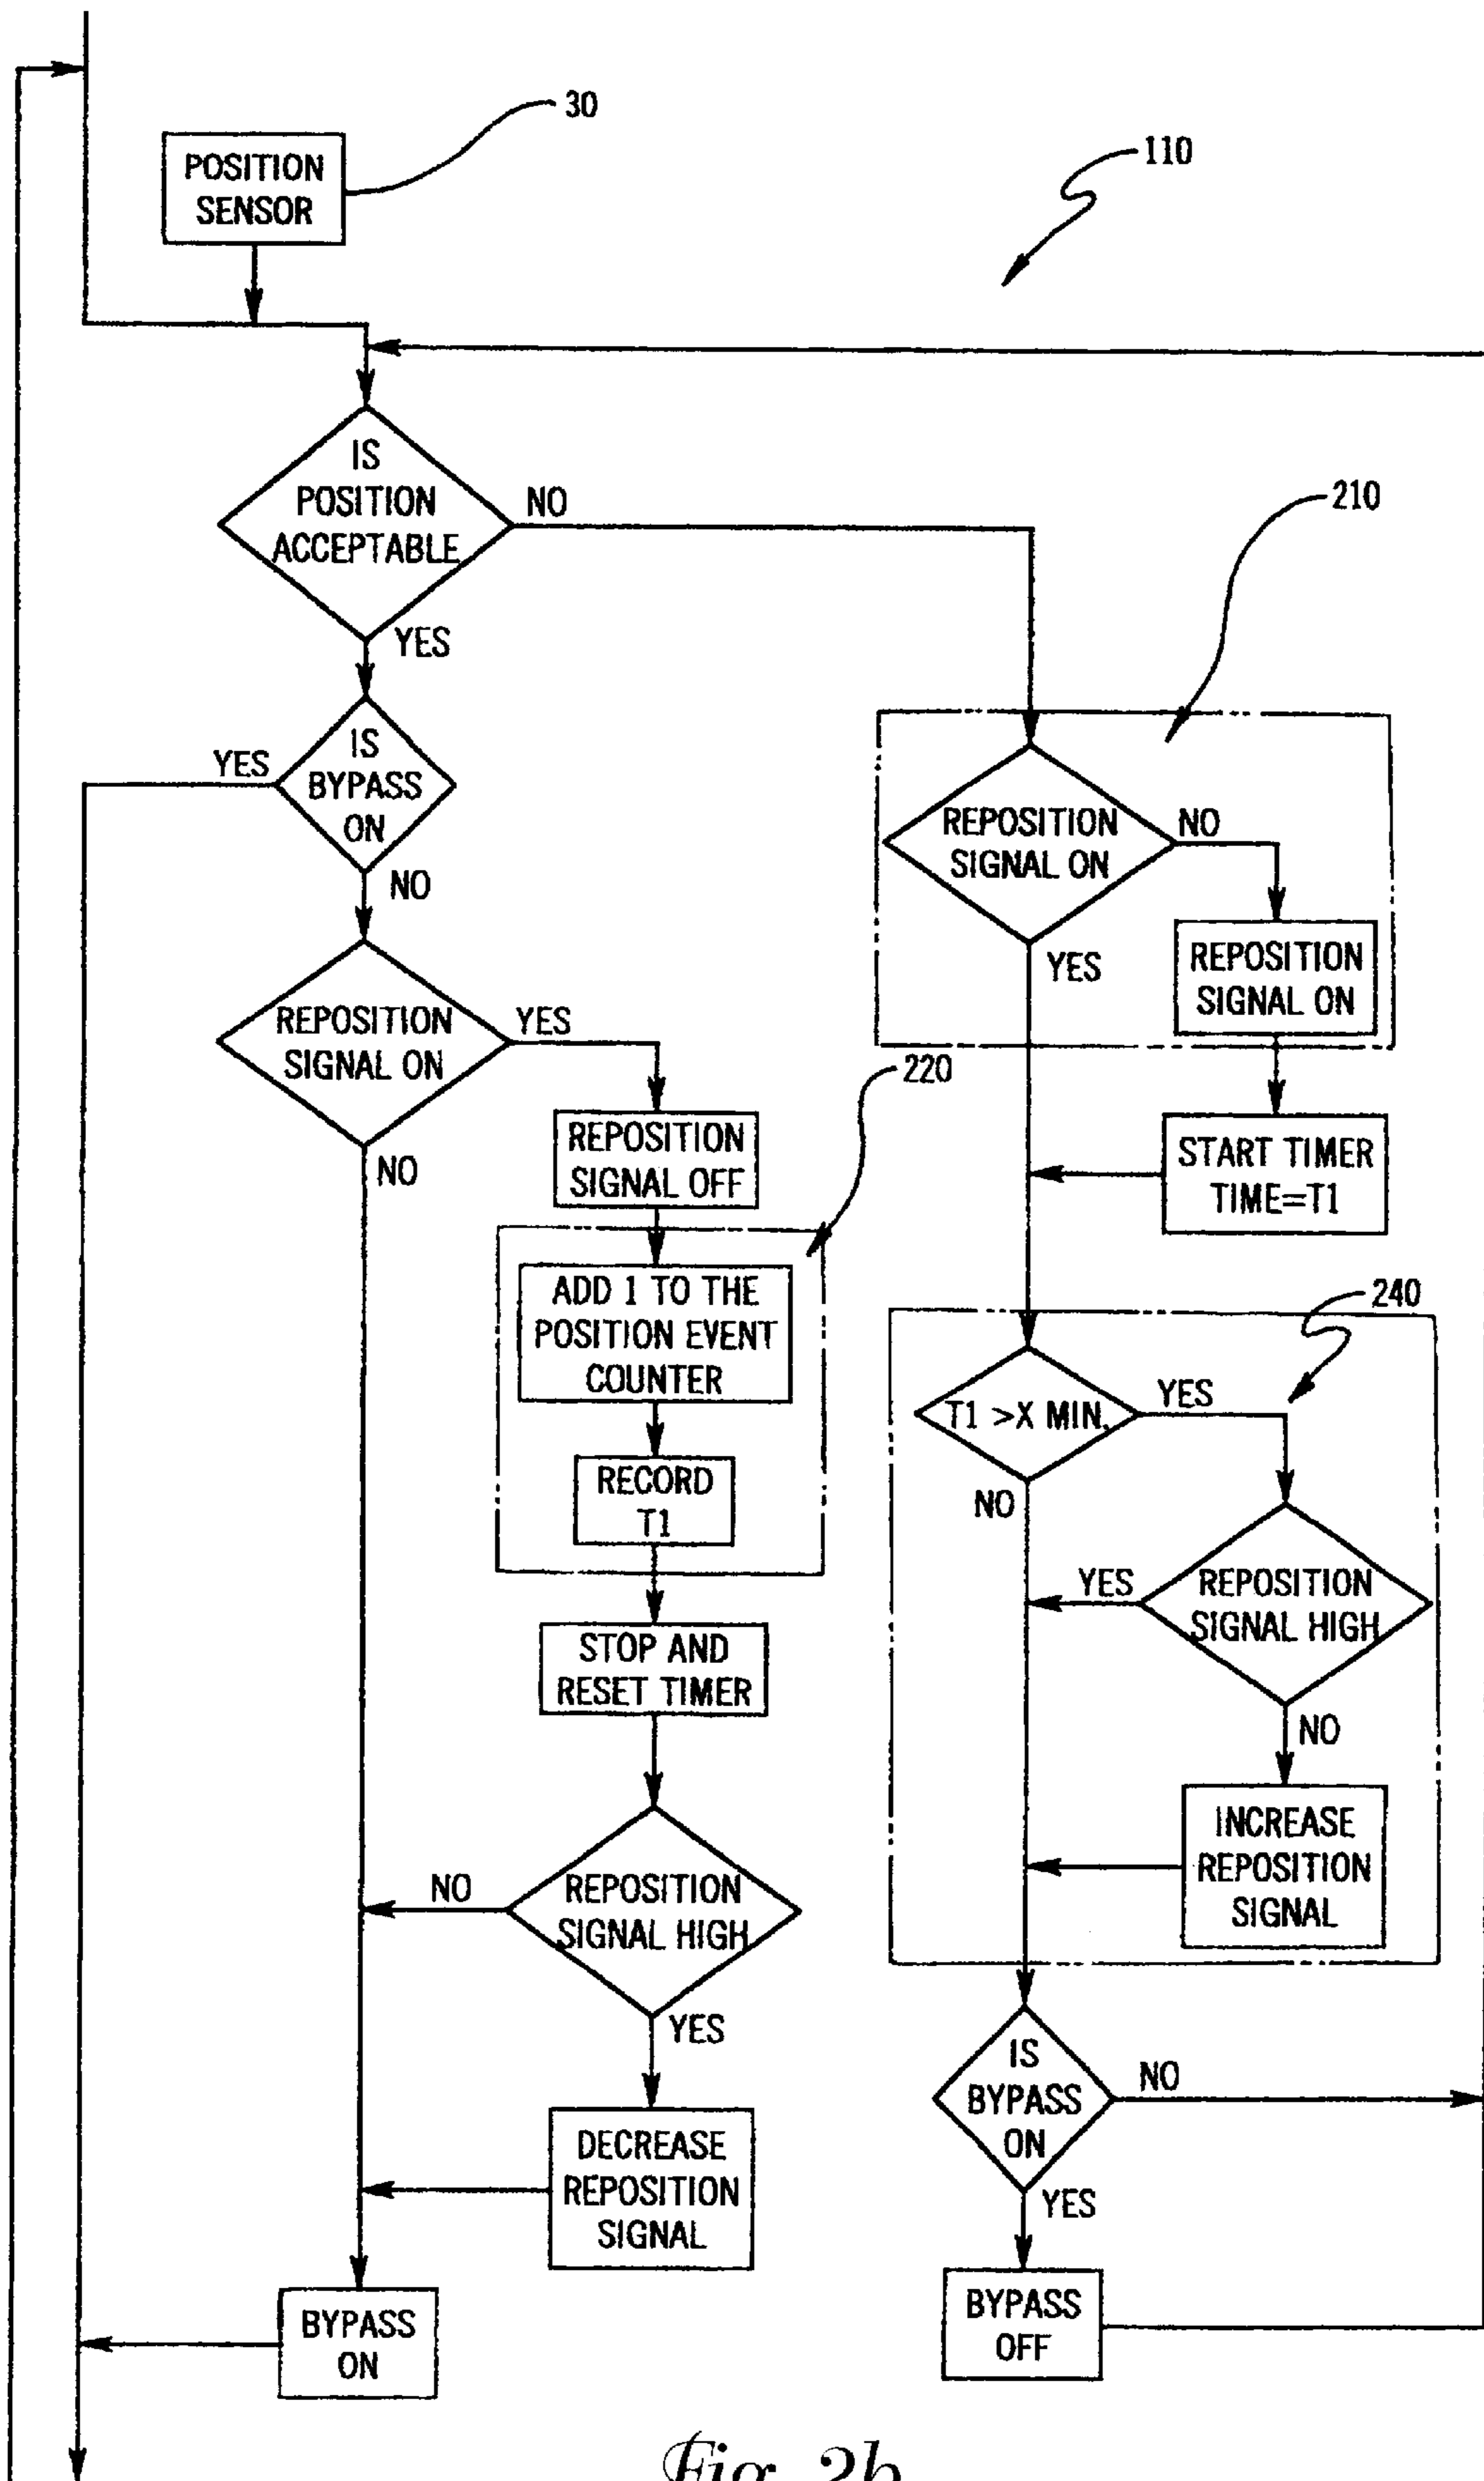 30
POSITION
SENSOR
110
IS
POSITION
ACCEPTABLE
NO
YES
210
IS
BYPASS
ON
YES
NO
REPOSITION
SIGNAL ON
NO
YES
REPOSITION
SIGNAL ON
REPOSITION
SIGNAL ON
YES
NO
220
REPOSITION
SIGNAL OFF
START TIMER
TIME=T1
ADD 1 TO THE
POSITION EVENT
COUNTER
RECORD
T1
240
T1 >X MIN.
YES
NO
STOP AND
RESET TIMER
REPOSITION
SIGNAL HIGH
YES
NO
REPOSITION
SIGNAL HIGH
NO
YES
INCREASE
REPOSITION
SIGNAL
DECREASE
REPOSITION
SIGNAL
IS
BYPASS
ON
NO
YES
BYPASS
ON
BYPASS
OFF
Fig. 2b